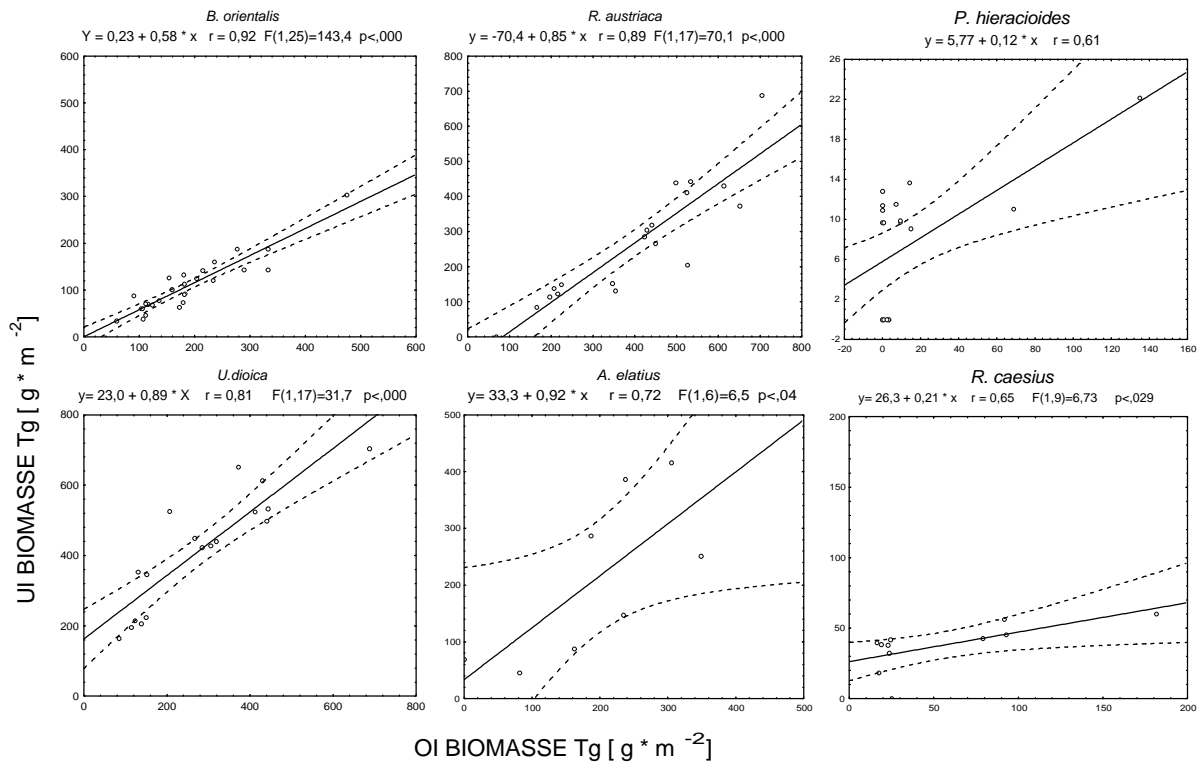 B. orientalis
Y = 0,23 + 0,58 * x r = 0,92 F(1,25)=143,4 p<,000
600
500
400
300
200
100
0
0 100 200 300 400 500 600
R. austriaca
y = -70,4 + 0,85 * x r = 0,89 F(1,17)=70,1 p<,000
800
700
600
500
400
300
200
100
0
0 100 200 300 400 500 600 700 800
P. hieracioides
y = 5,77 + 0,12 * x r = 0,61
26
22
18
14
10
6
2
-2
-20 0 20 40 60 80 100 120 140 160
U.dioica
y= 23,0 + 0,89 * X r = 0,81 F(1,17)=31,7 p<,000
800
600
400
200
0
0 200 400 600 800
A. elatius
y= 33,3 + 0,92 * x r = 0,72 F(1,6)=6,5 p<,04
500
400
300
200
100
0
0 100 200 300 400 500
R. caesius
y= 26,3 + 0,21 * x r = 0,65 F(1,9)=6,73 p<,029
200
150
100
50
0
0 50 100 150 200
UI BIOMASSE Tg [ g * m -2]
OI BIOMASSE Tg [ g * m -2]